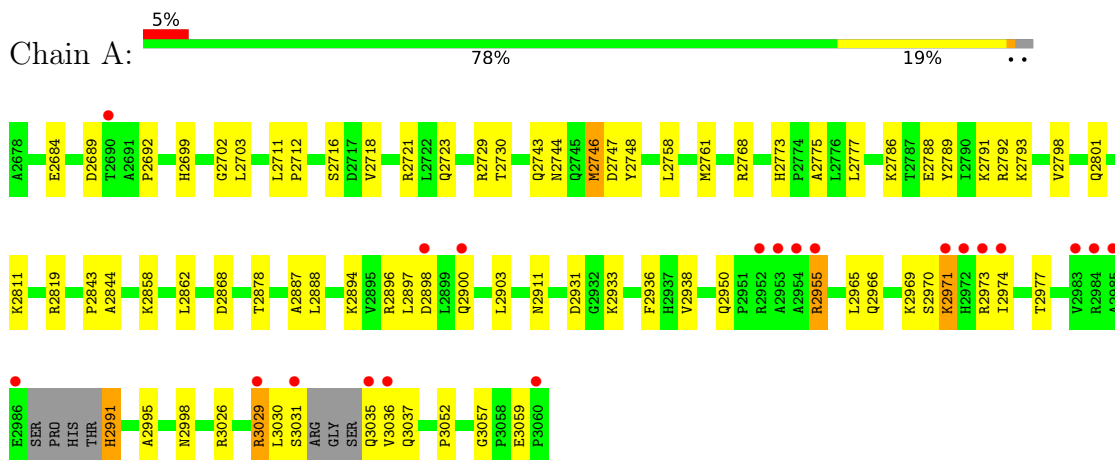 5%
Chain A:
78% 19% • •
A2678 E2684 D2689 T2690 A2691 P2692 H2699 G2702 L2703 L2711 P2712 S2716 D2717 V2718 R2721 L2722 Q2723 R2729 T2730 Q2743 N2744 Q2745 M2746 D2747 Y2748 L2758 M2761 R2768 H2773 P2774 A2775 L2776 L2777 K2786 T2787 E2788 Y2789 I2790 K2791 R2792 K2793 V2798 Q2801
K2811 R2819 P2843 A2844 K2858 L2862 D2868 T2878 A2887 L2888 K2894 V2895 R2896 L2897 D2898 L2899 Q2900 L2903 N2911 D2931 G2932 K2933 F2936 H2937 V2938 Q2950 P2951 R2952 A2953 A2954 R2955 L2965 Q2966 K2969 S2970 K2971 H2972 R2973 I2974 T2977 V2983 R2984 A2985
E2986 SER PRO HIS THR H2991 A2995 N2998 R3026 R3029 L3030 S3031 ARG GLY SER Q3035 V3036 Q3037 P3052 G3057 P3058 E3059 P3060